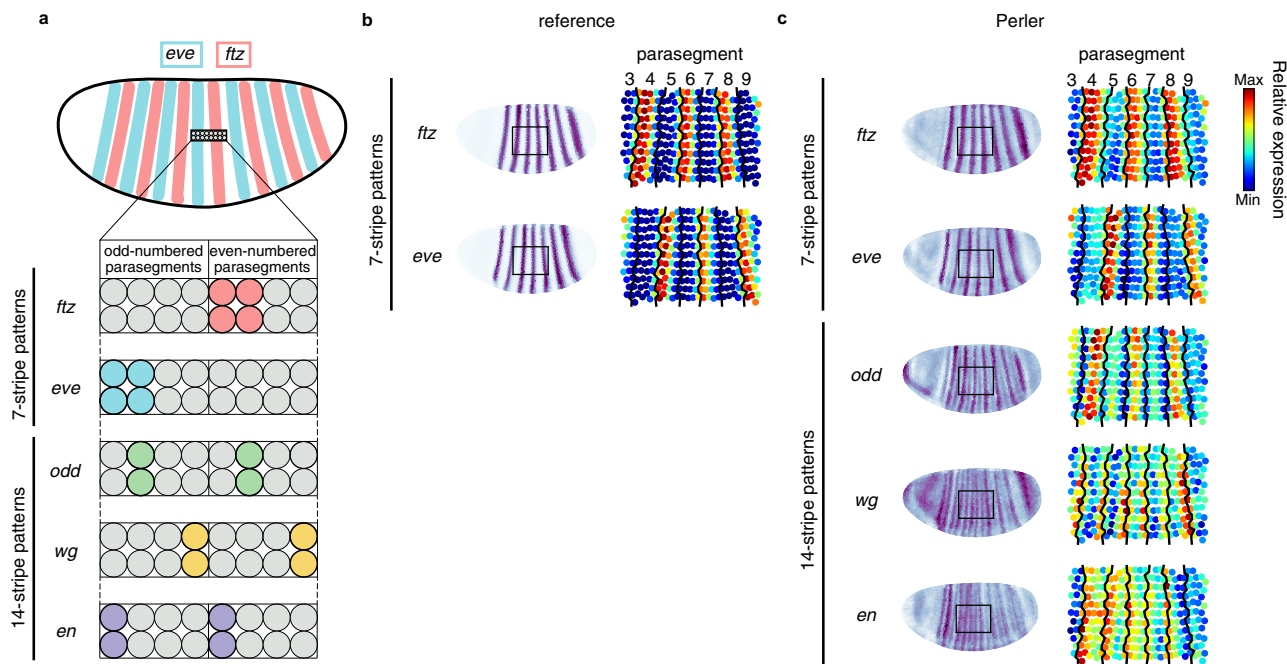 a
eve
ftz
odd-numbered parasegments
even-numbered parasegments
7-stripe patterns
ftz
eve
14-stripe patterns
odd
wg
en
b
reference
parasegment
3 4 5 6 7 8 9
7-stripe patterns
ftz
eve
c
Perler
parasegment
3 4 5 6 7 8 9
Max
Min
Relative expression
7-stripe patterns
ftz
eve
14-stripe patterns
odd
wg
en